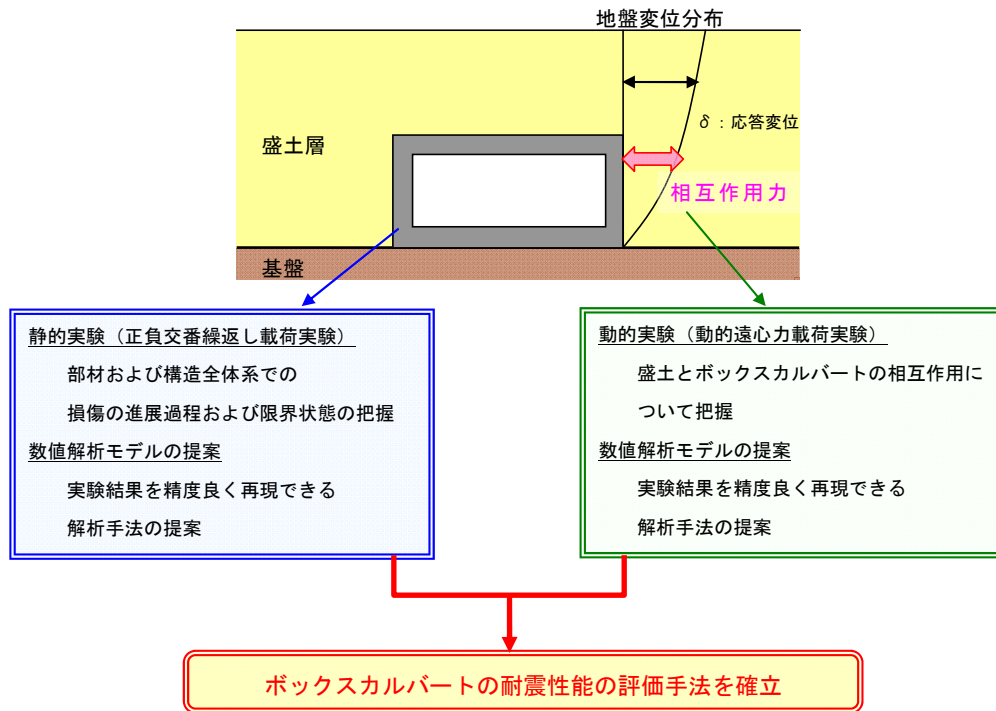 地盤変位分布
δ：応答変位
盛土層
相互作用力
基盤
静的実験（正負交番繰返し載荷実験）
部材および構造全体系での
損傷の進展過程および限界状態の把握
数値解析モデルの提案
実験結果を精度良く再現できる
解析手法の提案
動的実験（動的遠心力載荷実験）
盛土とボックスカルバートの相互作用に
ついて把握
数値解析モデルの提案
実験結果を精度良く再現できる
解析手法の提案
ボックスカルバートの耐震性能の評価手法を確立